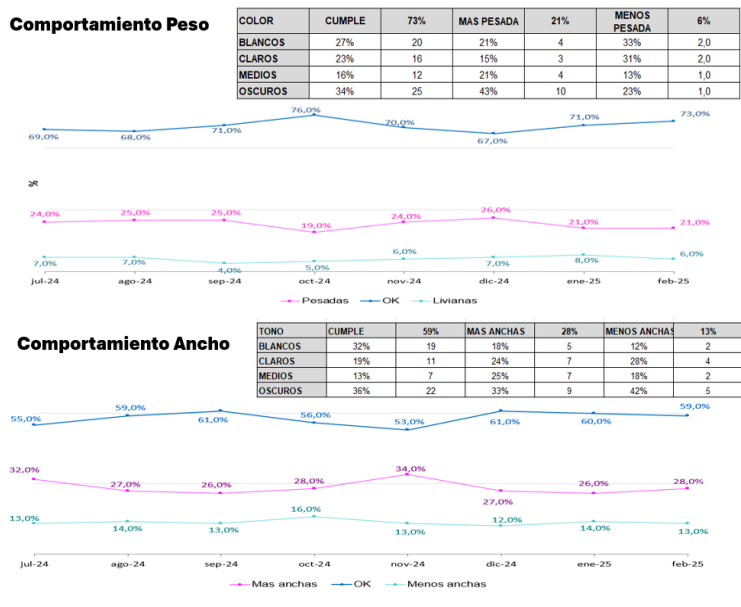 Comportamiento Peso
COLOR CUMPLE 73% MAS PESADA 21% MENOS PESADA 6%
BLANCOS 27% 20 21% 4 33% 2,0
CLAROS 23% 16 15% 3 31% 2,0
MEDIOS 16% 12 21% 4 13% 1,0
OSCUROS 34% 25 43% 10 23% 1,0
69,0% 68,0% 71,0% 76,0% 70,0% 67,0% 71,0% 73,0%
%
24,0% 25,0% 25,0% 19,0% 24,0% 26,0% 21,0% 21,0%
7,0% 7,0% 4,0% 5,0% 6,0% 7,0% 8,0% 6,0%
jul-24 ago-24 sep-24 oct-24 nov-24 dic-24 ene-25 feb-25
Pesadas OK Livianas
Comportamiento Ancho
TONO CUMPLE 59% MAS ANCHAS 28% MENOS ANCHAS 13%
BLANCOS 32% 19 18% 5 12% 2
CLAROS 19% 11 24% 7 28% 4
MEDIOS 13% 7 25% 7 18% 2
OSCUROS 36% 22 33% 9 42% 5
55,0% 59,0% 61,0% 56,0% 53,0% 61,0% 60,0% 59,0%
32,0% 27,0% 26,0% 28,0% 34,0% 27,0% 26,0% 28,0%
13,0% 14,0% 13,0% 16,0% 13,0% 12,0% 14,0% 13,0%
jul-24 ago-24 sep-24 oct-24 nov-24 dic-24 ene-25 feb-25
Mas anchas OK Menos anchas